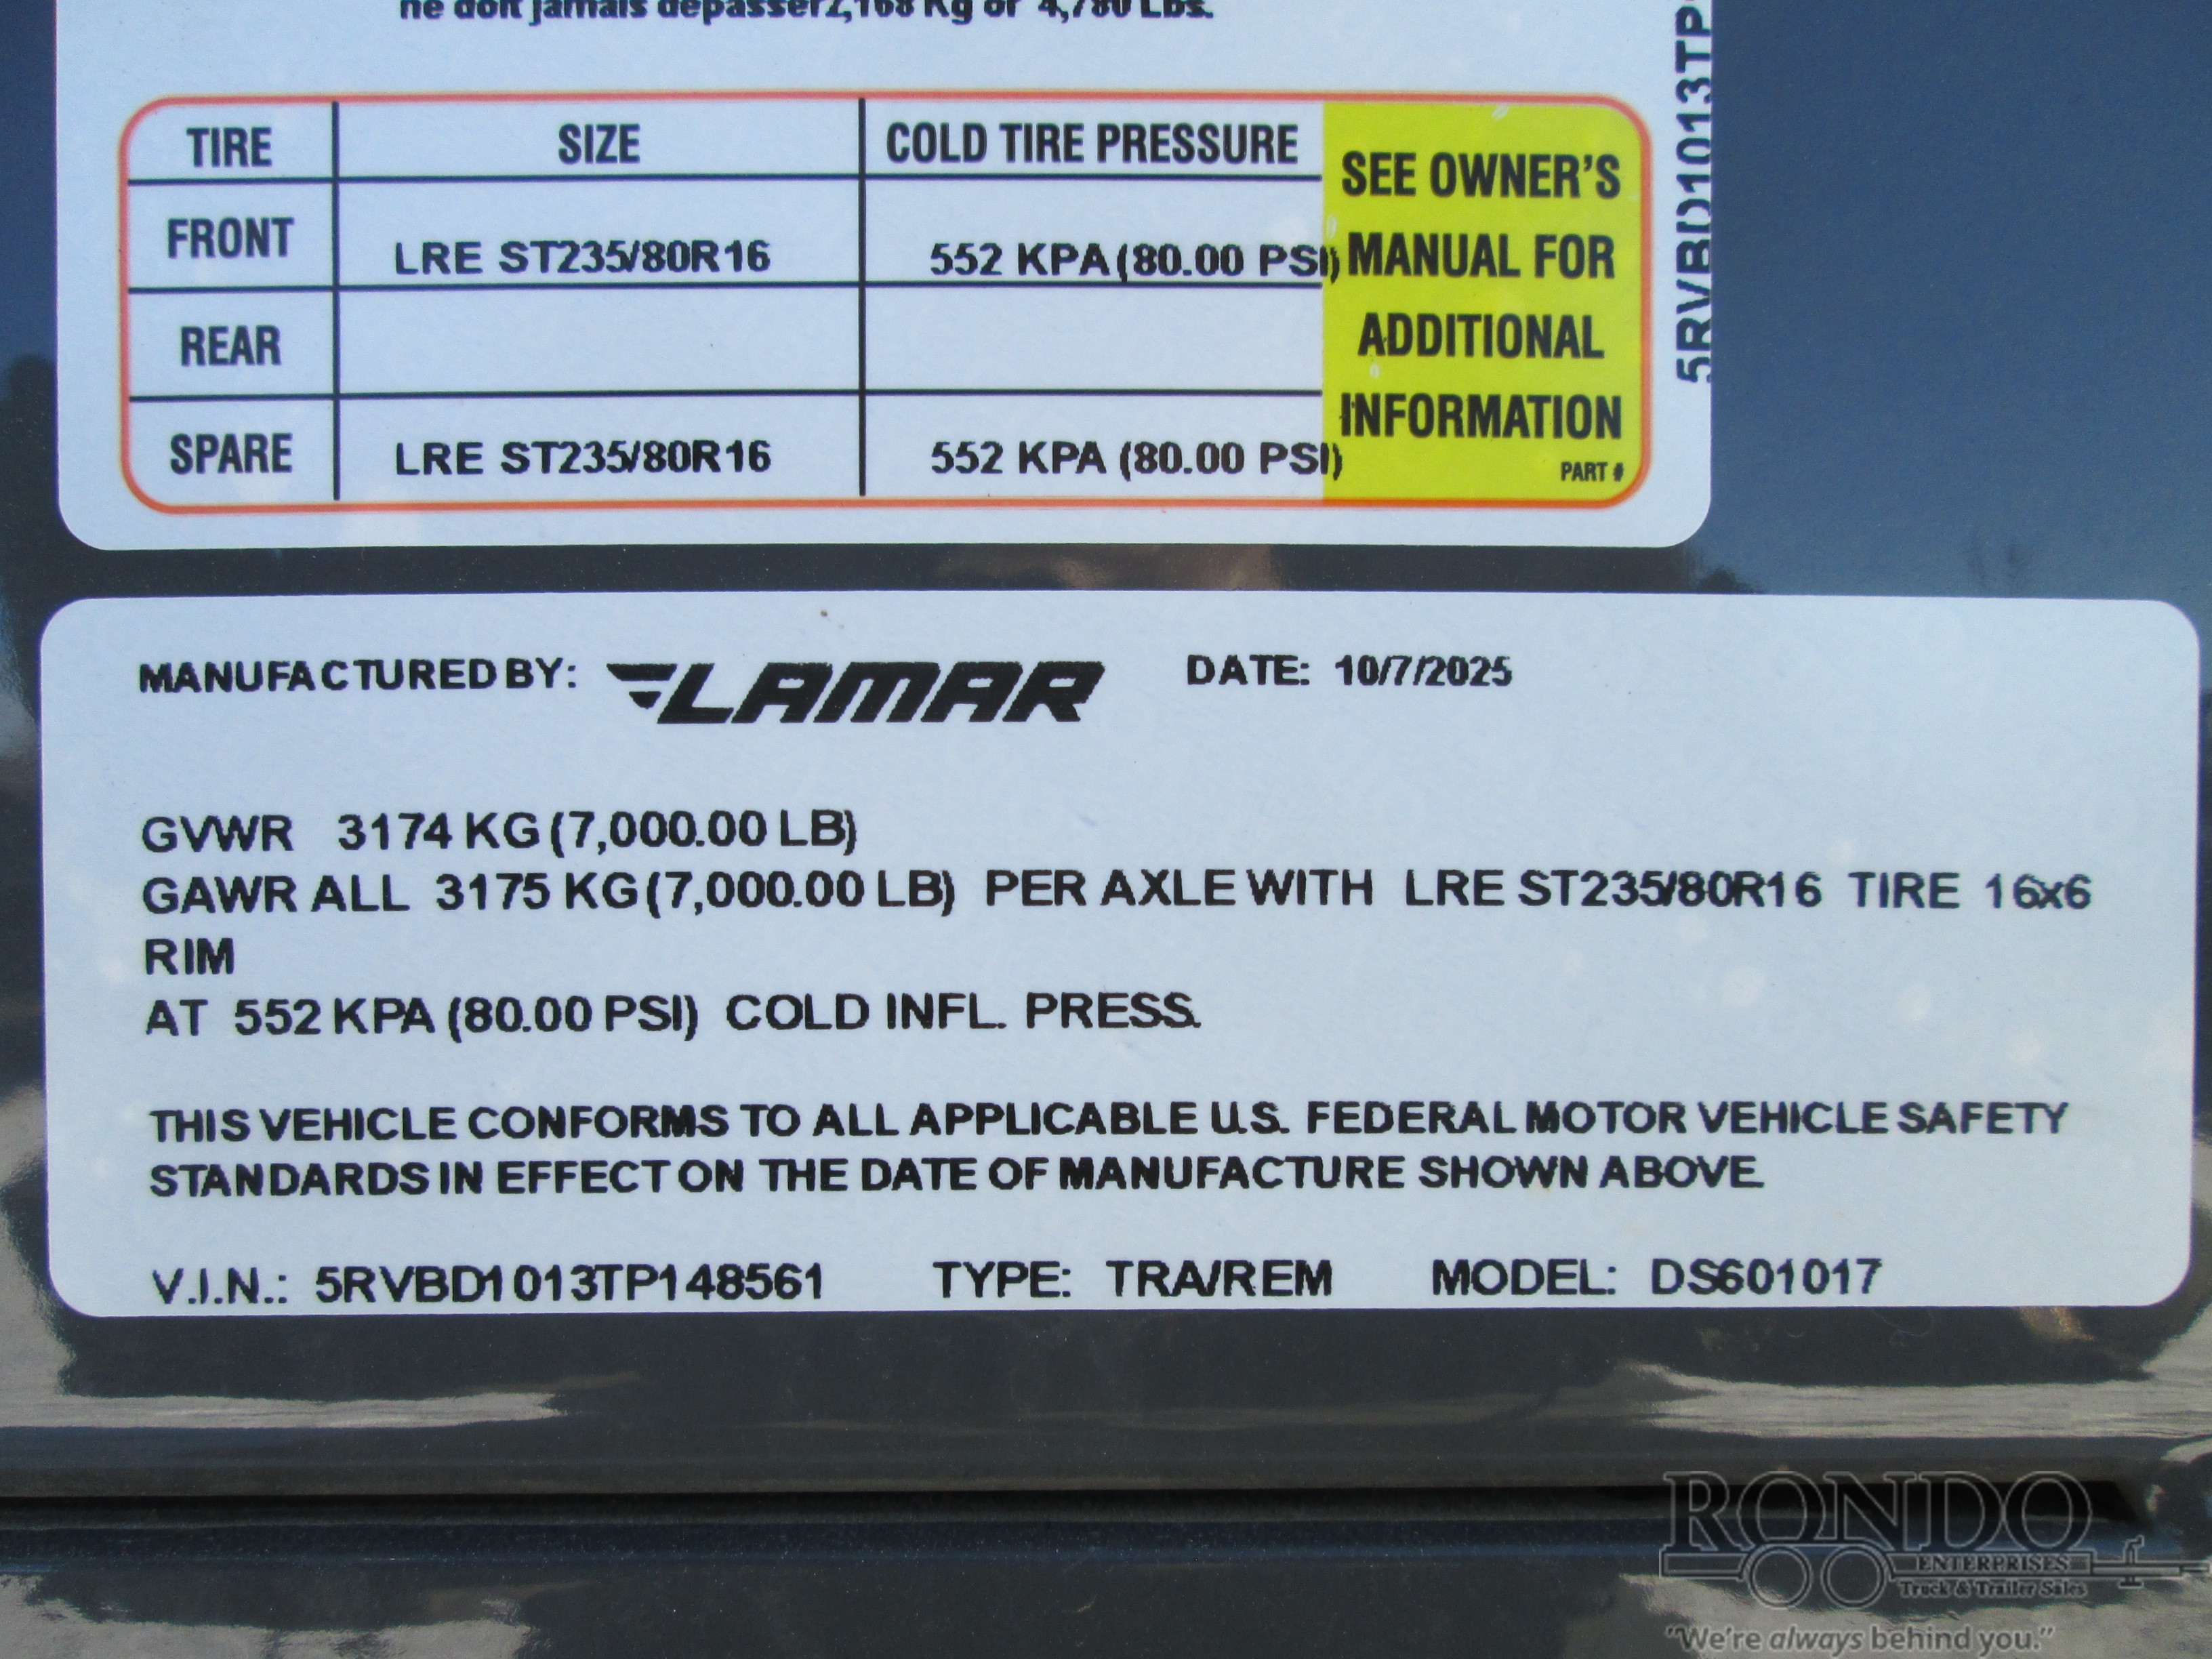 ne doit jamais dépasser2,168 Kg or 4,780 Lbs.
TIRE SIZE COLD TIRE PRESSURE
FRONT LRE ST235/80R16 552 KPA (80.00 PSI)
REAR
SPARE LRE ST235/80R16 552 KPA (80.00 PSI)
SEE OWNER'S
MANUAL FOR
ADDITIONAL
INFORMATION
PART #
5RVBD1013TP
MANUFACTURED BY: LAMAR DATE: 10/7/2025
GVWR 3174 KG (7,000.00 LB)
GAWR ALL 3175 KG (7,000.00 LB) PER AXLE WITH LRE ST235/80R16 TIRE 16x6
RIM
AT 552 KPA (80.00 PSI) COLD INFL. PRESS.
THIS VEHICLE CONFORMS TO ALL APPLICABLE U.S. FEDERAL MOTOR VEHICLE SAFETY
STANDARDS IN EFFECT ON THE DATE OF MANUFACTURE SHOWN ABOVE.
V.I.N.: 5RVBD1013TP148561 TYPE: TRA/REM MODEL: DS601017
RONDO
ENTERPRISES
Truck & Trailer Sales
"We're always behind you."